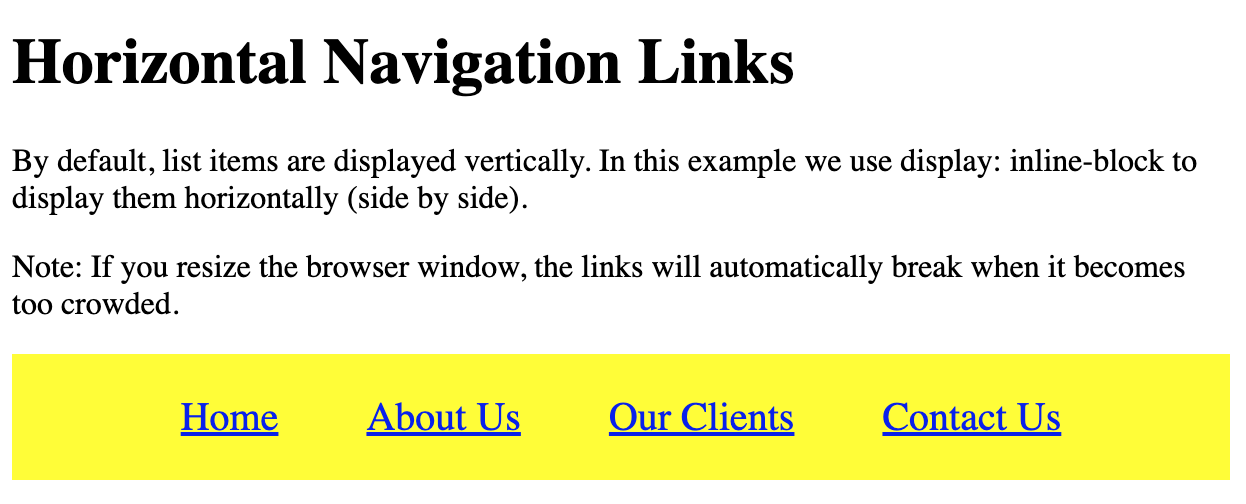 Horizontal Navigation Links
By default, list items are displayed vertically. In this example we use display: inline-block to
display them horizontally (side by side).
Note: If you resize the browser window, the links will automatically break when it becomes
too crowded.
Home About Us Our Clients Contact Us